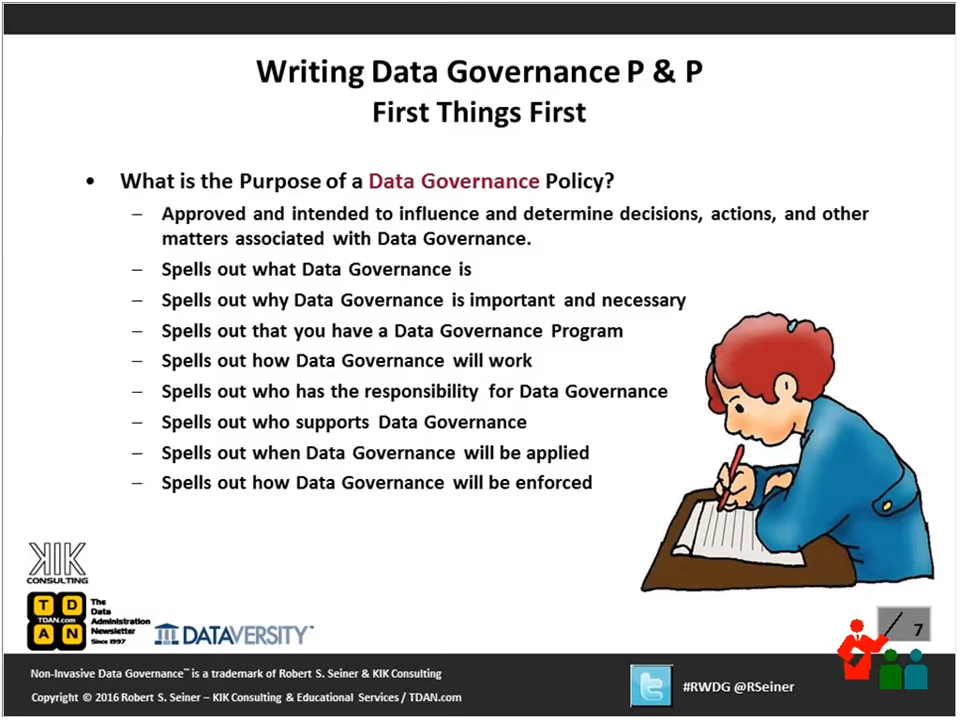 Writing Data Governance P & P
First Things First
• What is the Purpose of a Data Governance Policy?
– Approved and intended to influence and determine decisions, actions, and other
matters associated with Data Governance.
– Spells out what Data Governance is
– Spells out why Data Governance is important and necessary
– Spells out that you have a Data Governance Program
– Spells out how Data Governance will work
– Spells out who has the responsibility for Data Governance
– Spells out who supports Data Governance
– Spells out when Data Governance will be applied
– Spells out how Data Governance will be enforced
KIK
CONSULTING
T D
TDAN.com
A N
The
Data
Administration
Newsletter
Since 1997
DATAVERSITY™
7
Non-Invasive Data Governance™ is a trademark of Robert S. Seiner & KIK Consulting
Copyright © 2016 Robert S. Seiner – KIK Consulting & Educational Services / TDAN.com
#RWDG @RSeiner